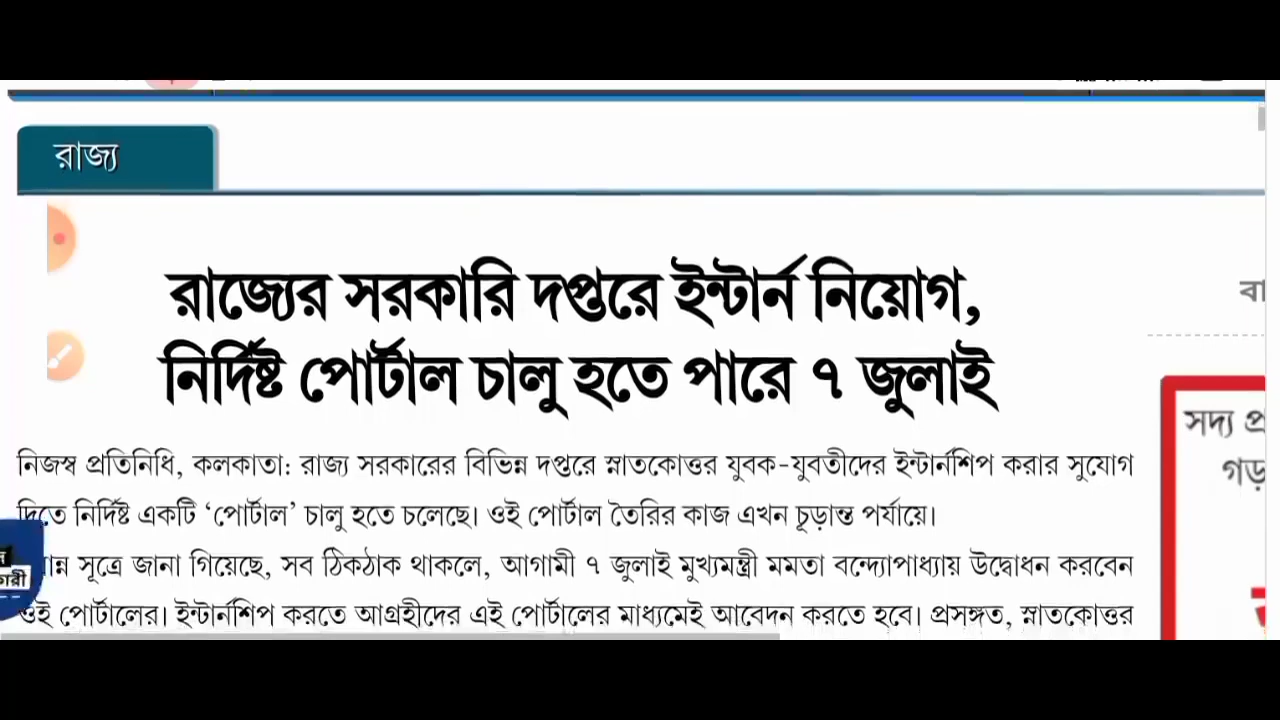 রাজ্য
রাজ্যের সরকারি দপ্তরে ইন্টার্ন নিয়োগ,
নির্দিষ্ট পোর্টাল চালু হতে পারে ৭ জুলাই
নিজস্ব প্রতিনিধি, কলকাতা: রাজ্য সরকারের বিভিন্ন দপ্তরে স্নাতকোত্তর যুবক-যুবতীদের ইন্টার্নশিপ করার সুযোগ
দিতে নির্দিষ্ট একটি ‘পোর্টাল’ চালু হতে চলেছে। ওই পোর্টাল তৈরির কাজ এখন চূড়ান্ত পর্যায়ে।
সূত্রে জানা গিয়েছে, সব ঠিকঠাক থাকলে, আগামী ৭ জুলাই মুখ্যমন্ত্রী মমতা বন্দ্যোপাধ্যায় উদ্বোধন করবেন
ওই পোর্টালের। ইন্টার্নশিপ করতে আগ্রহীদের এই পোর্টালের মাধ্যমেই আবেদন করতে হবে। প্রসঙ্গত, স্নাতকোত্তর
সদ্য